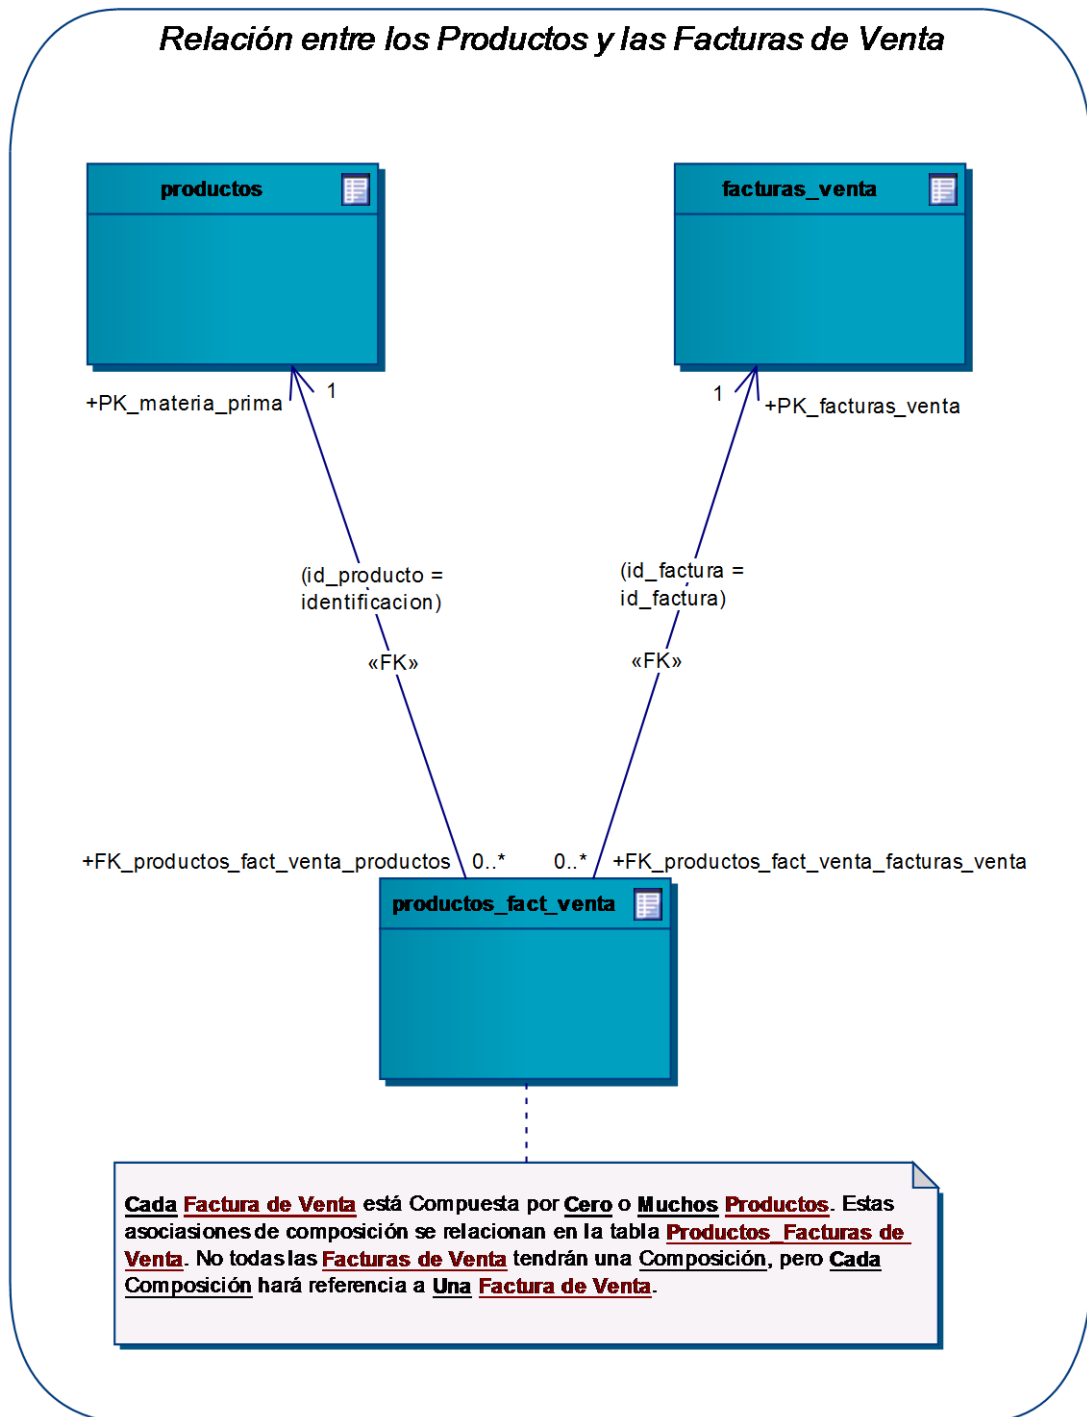 Relación entre los Productos y las Facturas de Venta
productos
facturas_venta
+PK_materia_prima
1
1
+PK_facturas_venta
(id_producto =
identificacion)
(id_factura =
id_factura)
«FK»
«FK»
+FK_productos_fact_venta_productos
0..*
0..*
+FK_productos_fact_venta_facturas_venta
productos_fact_venta
Cada Factura de Venta está Compuesta por Cero o Muchos Productos. Estas
asociasiones de composición se relacionan en la tabla Productos_Facturas de
Venta. No todas las Facturas de Venta tendrán una Composición, pero Cada
Composición hará referencia a Una Factura de Venta.